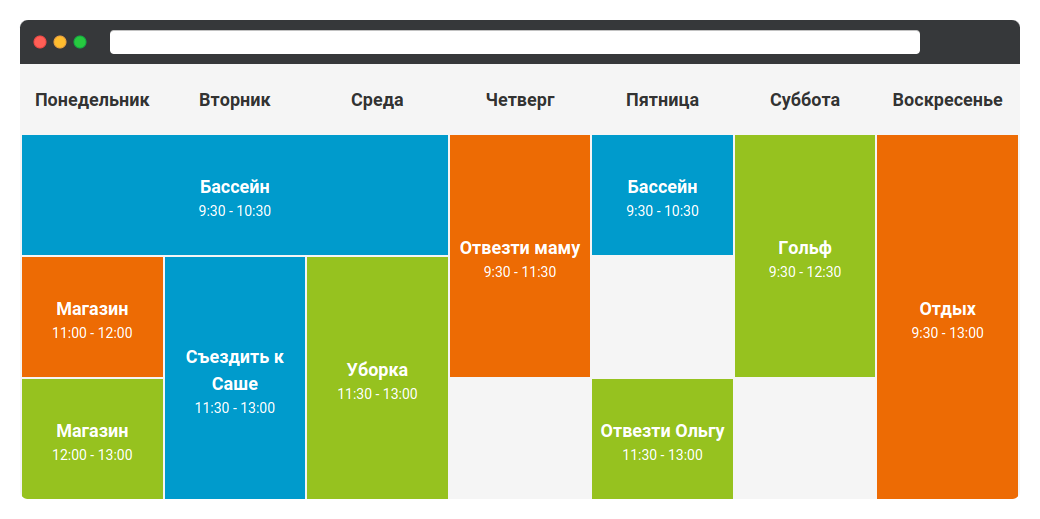 Понедельник
Вторник
Среда
Четверг
Пятница
Суббота
Воскресенье
Бассейн
9:30 - 10:30
Отвезти маму
9:30 - 11:30
Бассейн
9:30 - 10:30
Гольф
9:30 - 12:30
Отдых
9:30 - 13:00
Магазин
11:00 - 12:00
Съездить к
Саше
11:30 - 13:00
Уборка
11:30 - 13:00
Магазин
12:00 - 13:00
Отвезти Ольгу
11:30 - 13:00